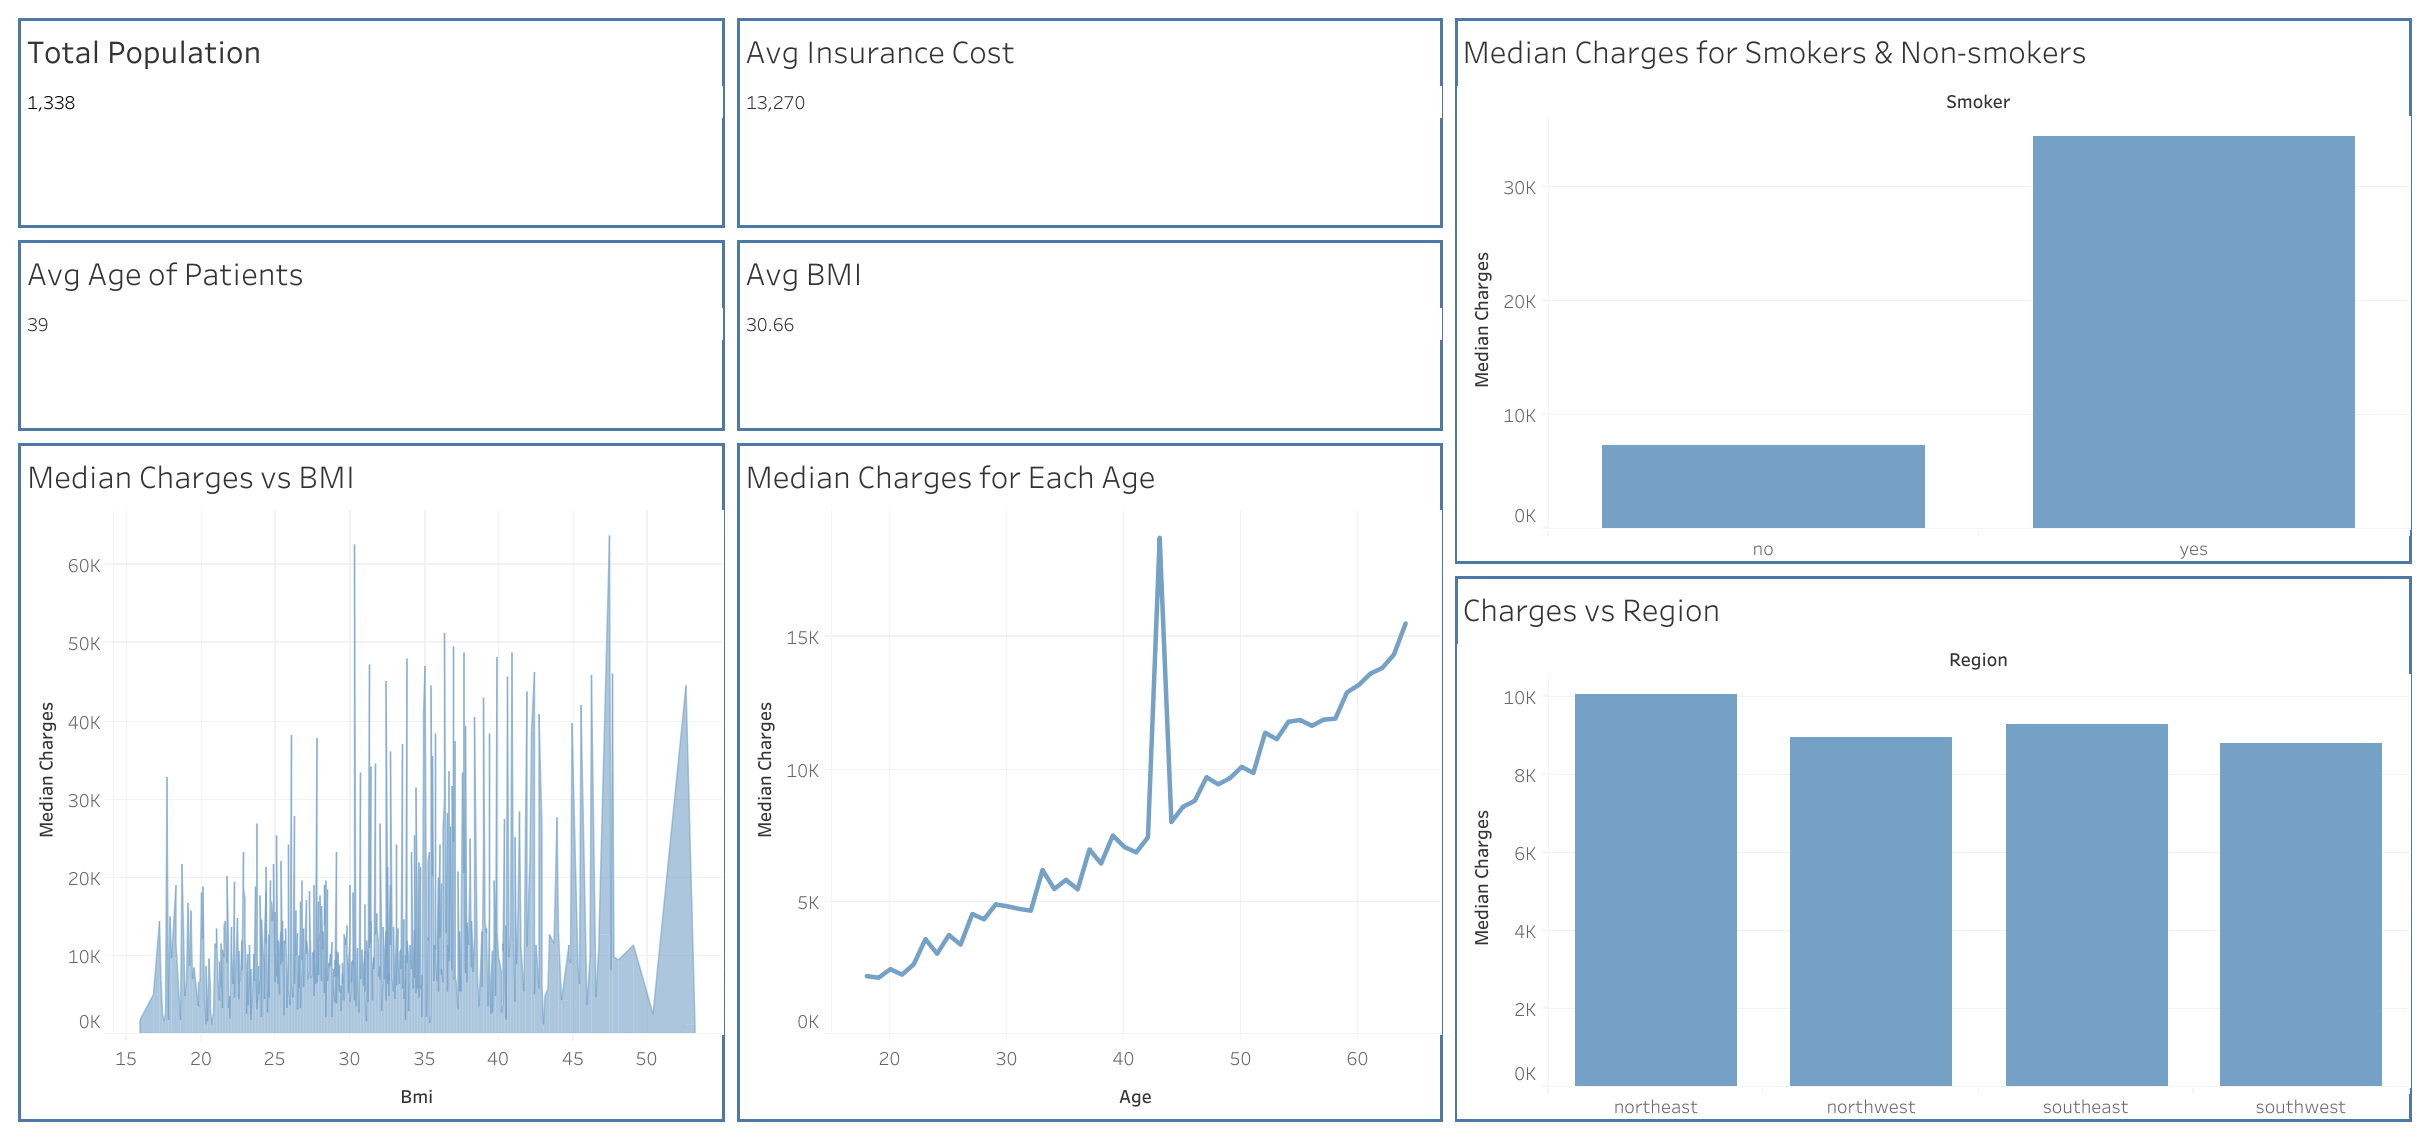 Total Population
1,338
Avg Insurance Cost
13,270
Avg Age of Patients
39
Avg BMI
30.66
Median Charges for Smokers & Non-smokers
Smoker
30K
20K
10K
0K
Median Charges
no yes
Median Charges vs BMI
60K
50K
40K
30K
20K
10K
0K
Median Charges
15 20 25 30 35 40 45 50
Bmi
Median Charges for Each Age
15K
10K
5K
0K
Median Charges
20 30 40 50 60
Age
Charges vs Region
Region
10K
8K
6K
4K
2K
0K
Median Charges
northeast northwest southeast southwest